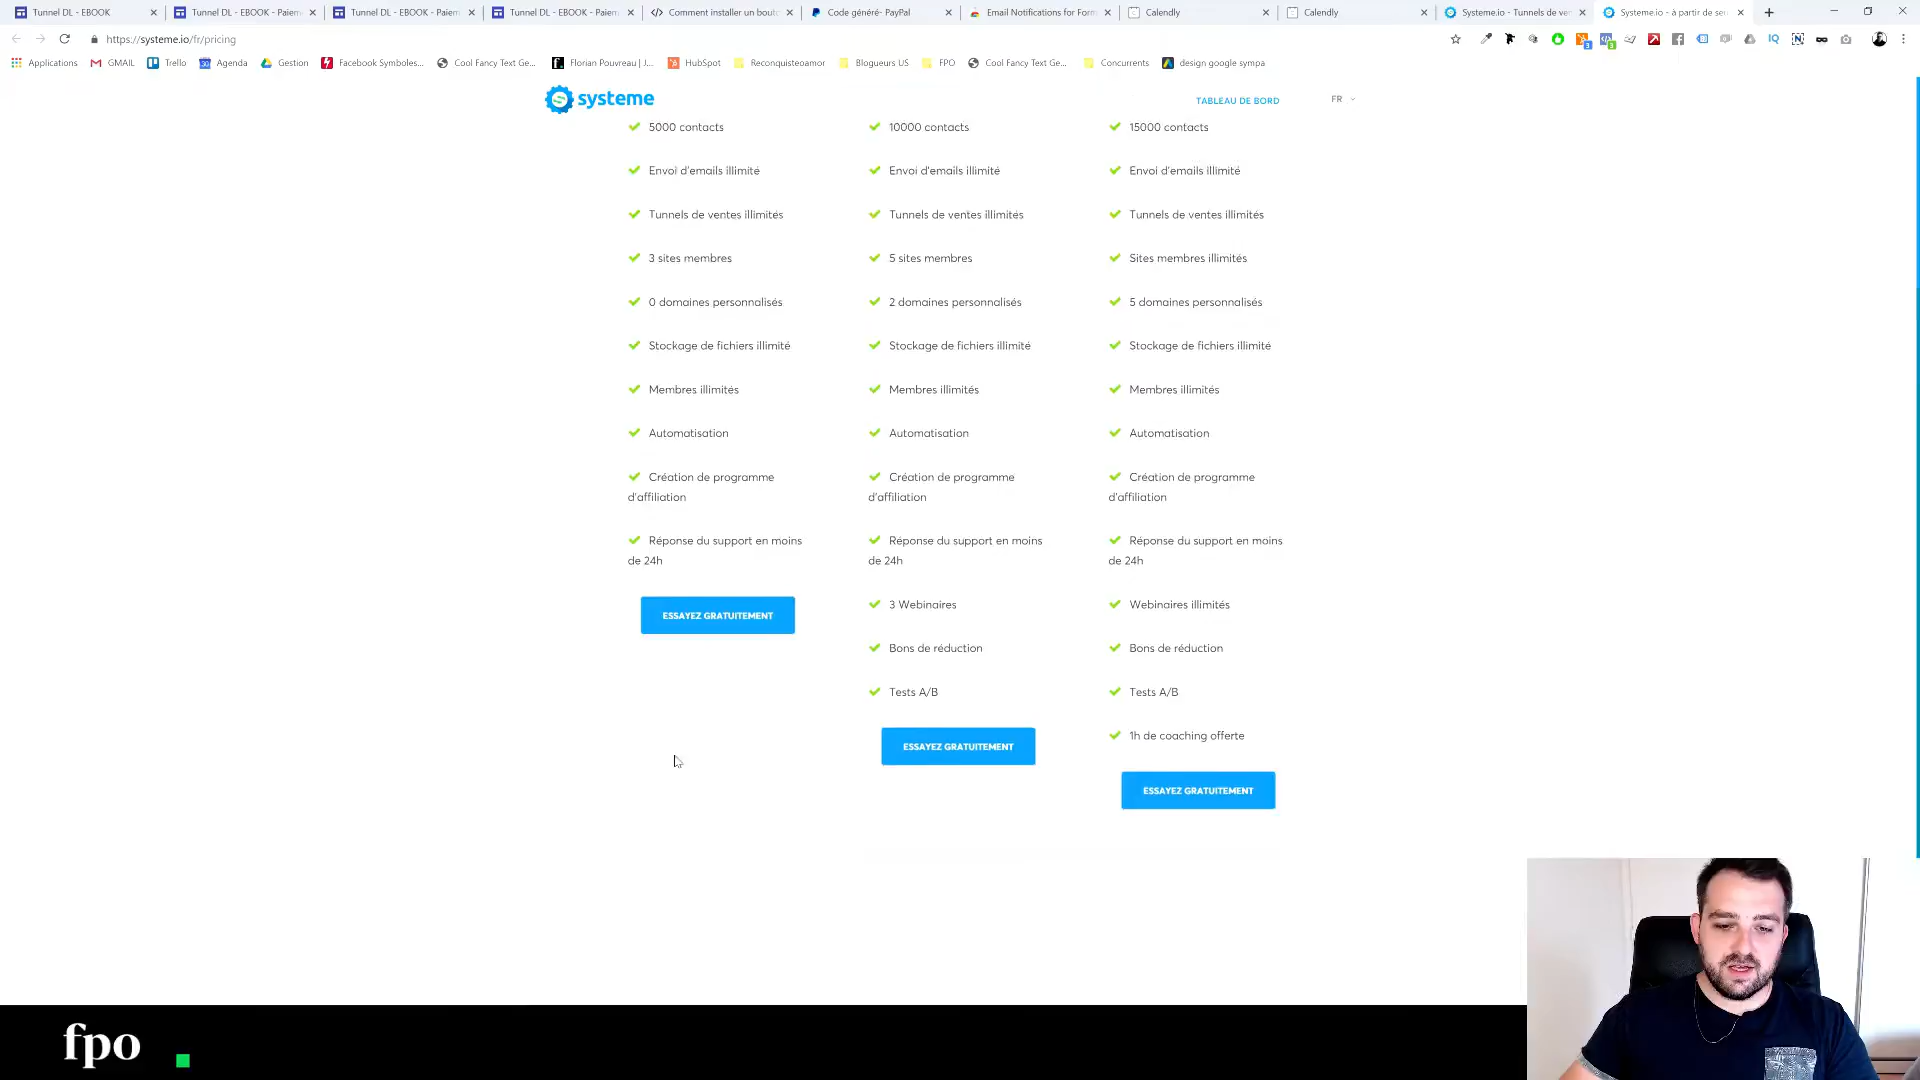 Tunnel DL - EBOOK
Tunnel DL - EBOOK - Paieme
Tunnel DL - EBOOK - Paiem
Tunnel DL - EBOOK - Paiem
Comment installer un bouto
Code généré- PayPal
Email Notifications for Form
Calendly
Calendly
Systeme.io - Tunnels de ven
Systeme.io - à partir de seu
https://systeme.io/fr/pricing
Applications
GMAIL
Trello
Agenda
Gestion
Facebook Symboles...
Cool Fancy Text Ge...
Florian Pouvreau | J...
HubSpot
Reconquisteoamor
Blogueurs US
FPO
Cool Fancy Text Ge...
Concurrents
design google sympa
systeme
TABLEAU DE BORD
FR
5000 contacts
Envoi d'emails illimité
Tunnels de ventes illimités
3 sites membres
0 domaines personnalisés
Stockage de fichiers illimité
Membres illimités
Automatisation
Création de programme
d'affiliation
Réponse du support en moins
de 24h
ESSAYEZ GRATUITEMENT
10000 contacts
Envoi d'emails illimité
Tunnels de ventes illimités
5 sites membres
2 domaines personnalisés
Stockage de fichiers illimité
Membres illimités
Automatisation
Création de programme
d'affiliation
Réponse du support en moins
de 24h
3 Webinaires
Bons de réduction
Tests A/B
ESSAYEZ GRATUITEMENT
15000 contacts
Envoi d'emails illimité
Tunnels de ventes illimités
Sites membres illimités
5 domaines personnalisés
Stockage de fichiers illimité
Membres illimités
Automatisation
Création de programme
d'affiliation
Réponse du support en moins
de 24h
Webinaires illimités
Bons de réduction
Tests A/B
1h de coaching offerte
ESSAYEZ GRATUITEMENT
fpo